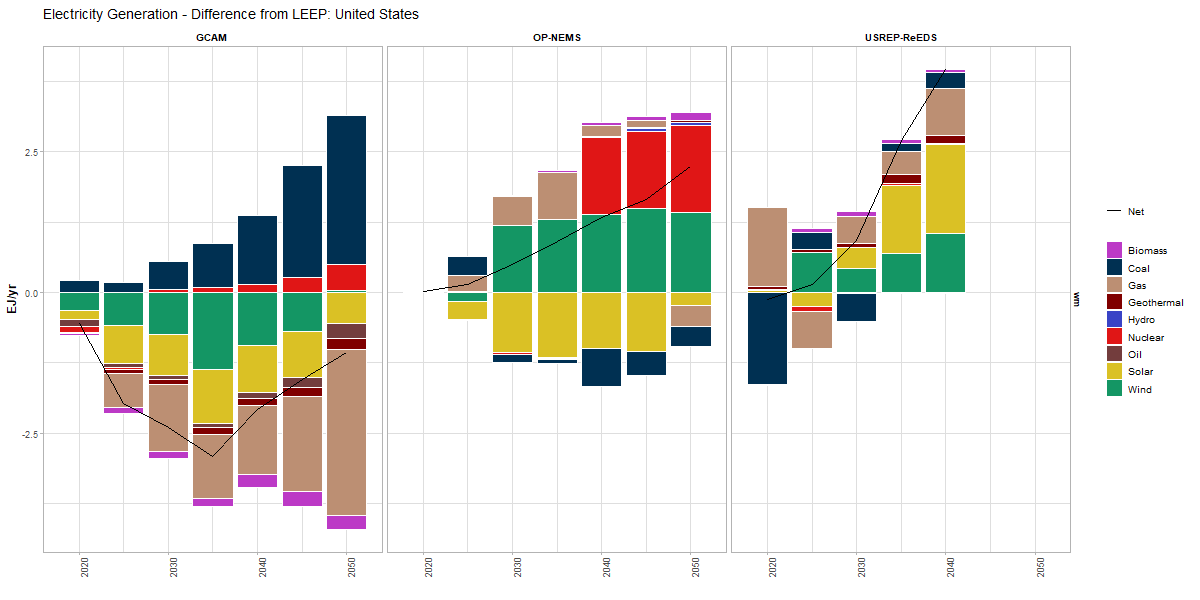 Electricity Generation - Difference from LEEP: United States
GCAM
OP-NEMS
USREP-ReEDS
EJ/yr
2.5
0.0
-2.5
wm
2020
2030
2040
2050
2020
2030
2040
2050
2020
2030
2040
2050
Net
Biomass
Coal
Gas
Geothermal
Hydro
Nuclear
Oil
Solar
Wind